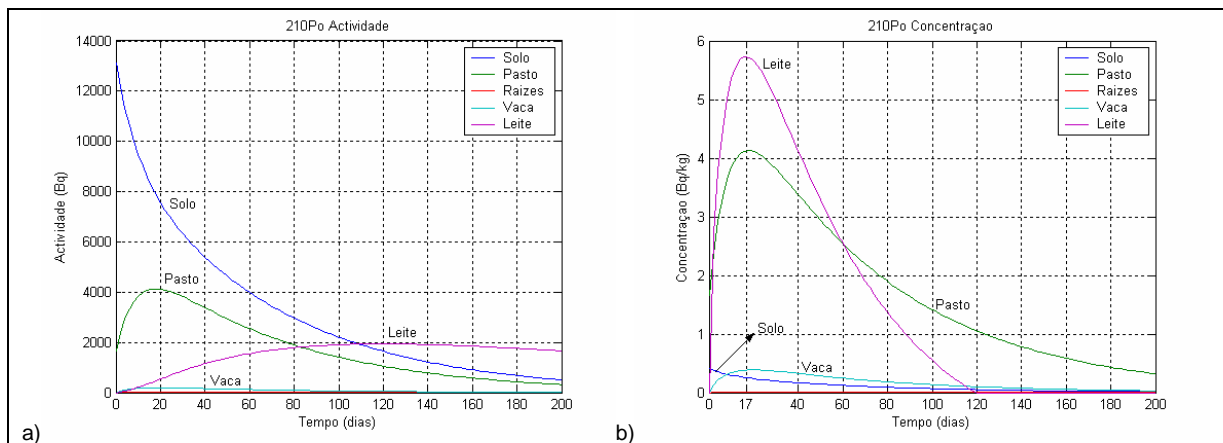 210Po Actividade
14000
12000
10000
8000
6000
4000
2000
0
Actividade (Bq)
Solo
Pasto
Raizes
Vaca
Leite
Solo
Pasto
Leite
Vaca
0 20 40 60 80 100 120 140 160 180 200
Tempo (dias)
a)
210Po Concentraçao
6
5
4
3
2
1
0
Concentraçao (Bq/kg)
Solo
Pasto
Raizes
Vaca
Leite
Leite
Pasto
Solo
Vaca
0 17 40 60 80 100 120 140 160 180 200
Tempo (dias)
b)